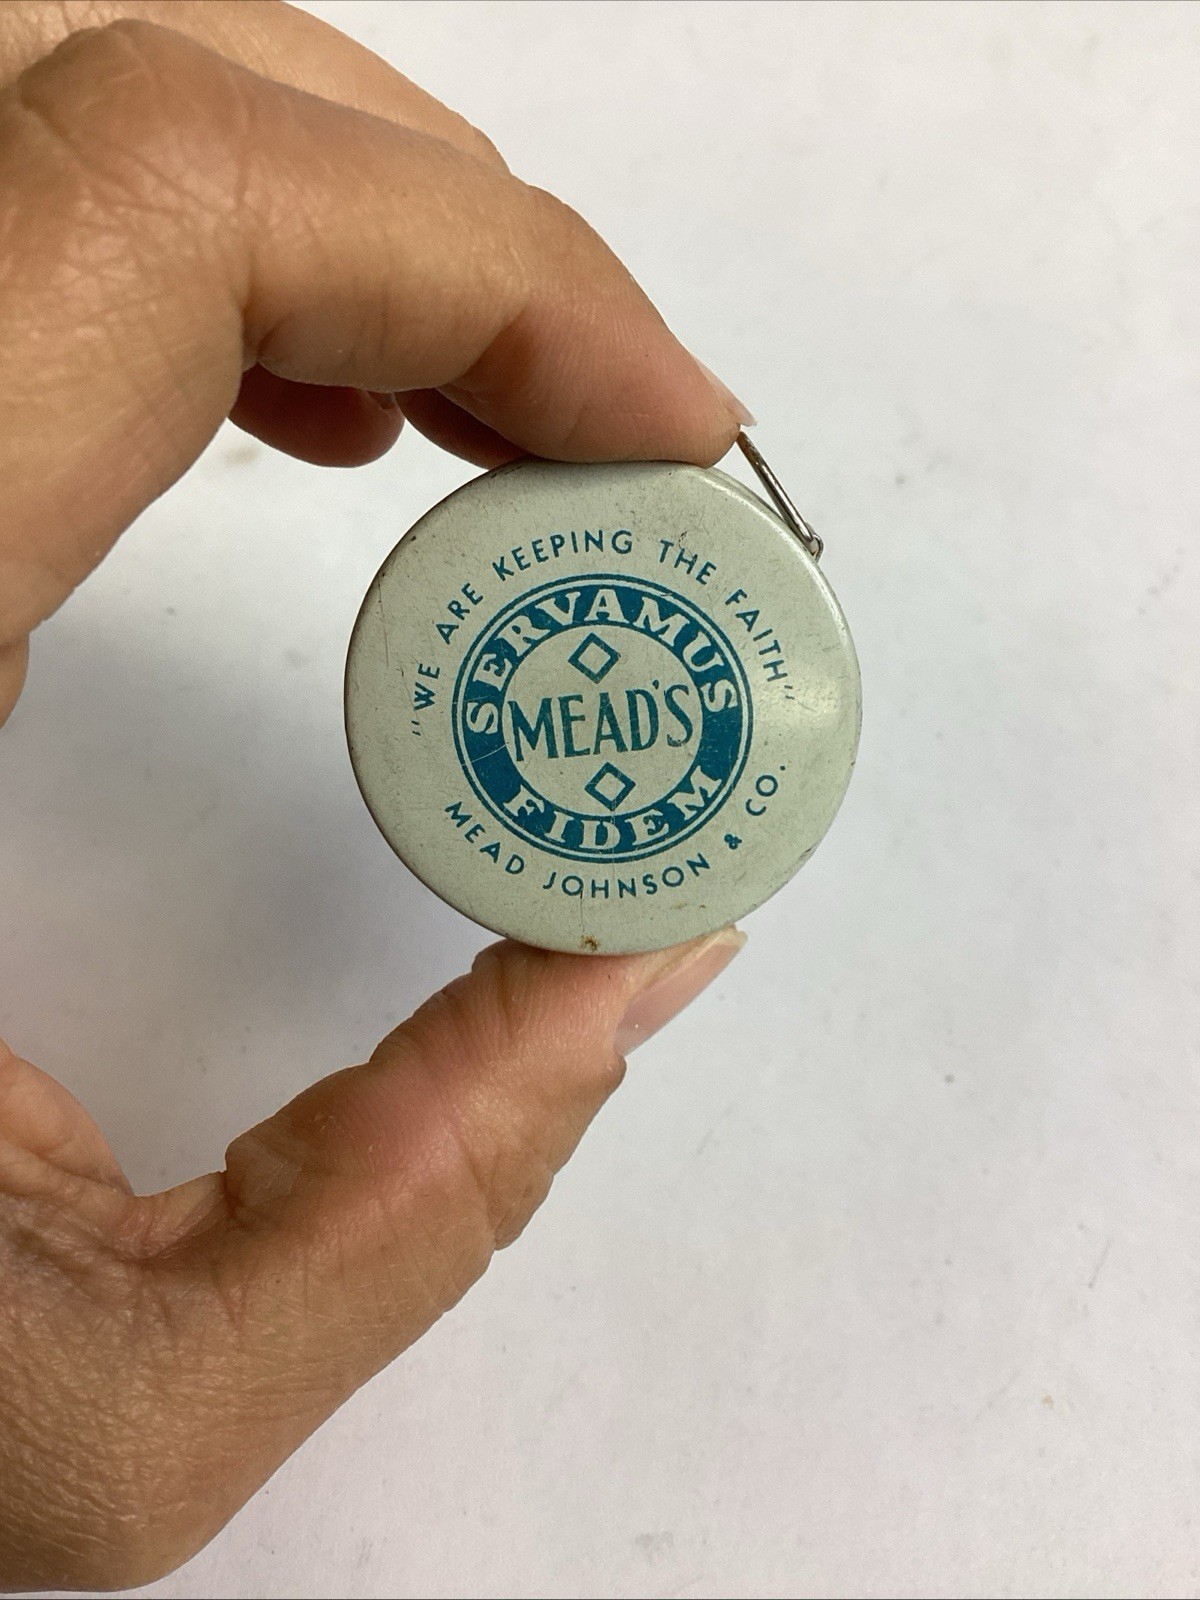 "WE ARE KEEPING THE FAITH"
SERVAMUS
MEAD'S
FIDEM
MEAD JOHNSON & CO.